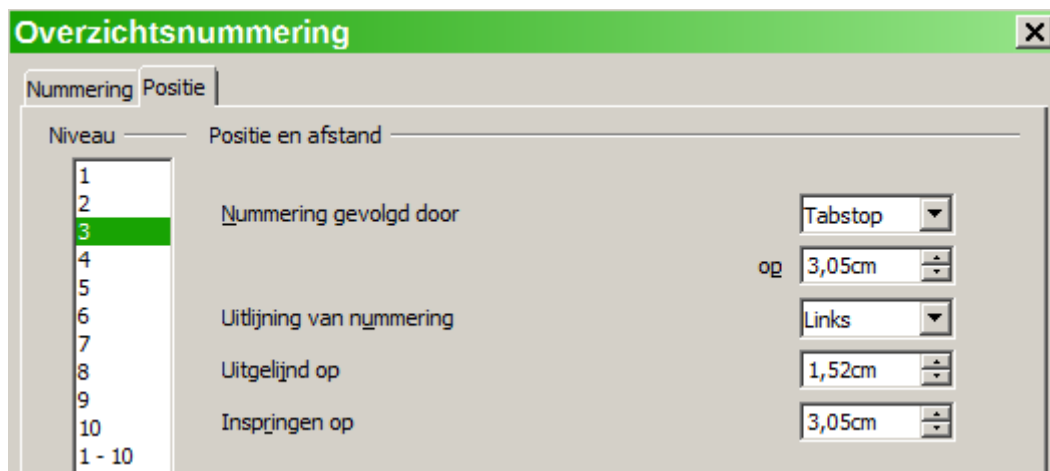 Overzichtsnummering
Nummering Positie
Niveau Positie en afstand
1
2
3
4
5
6
7
8
9
10
1 - 10
Nummering gevolgd door Tabstop
op 3,05cm
Uitlijning van nummering Links
Uitgelijnd op 1,52cm
Inspringen op 3,05cm